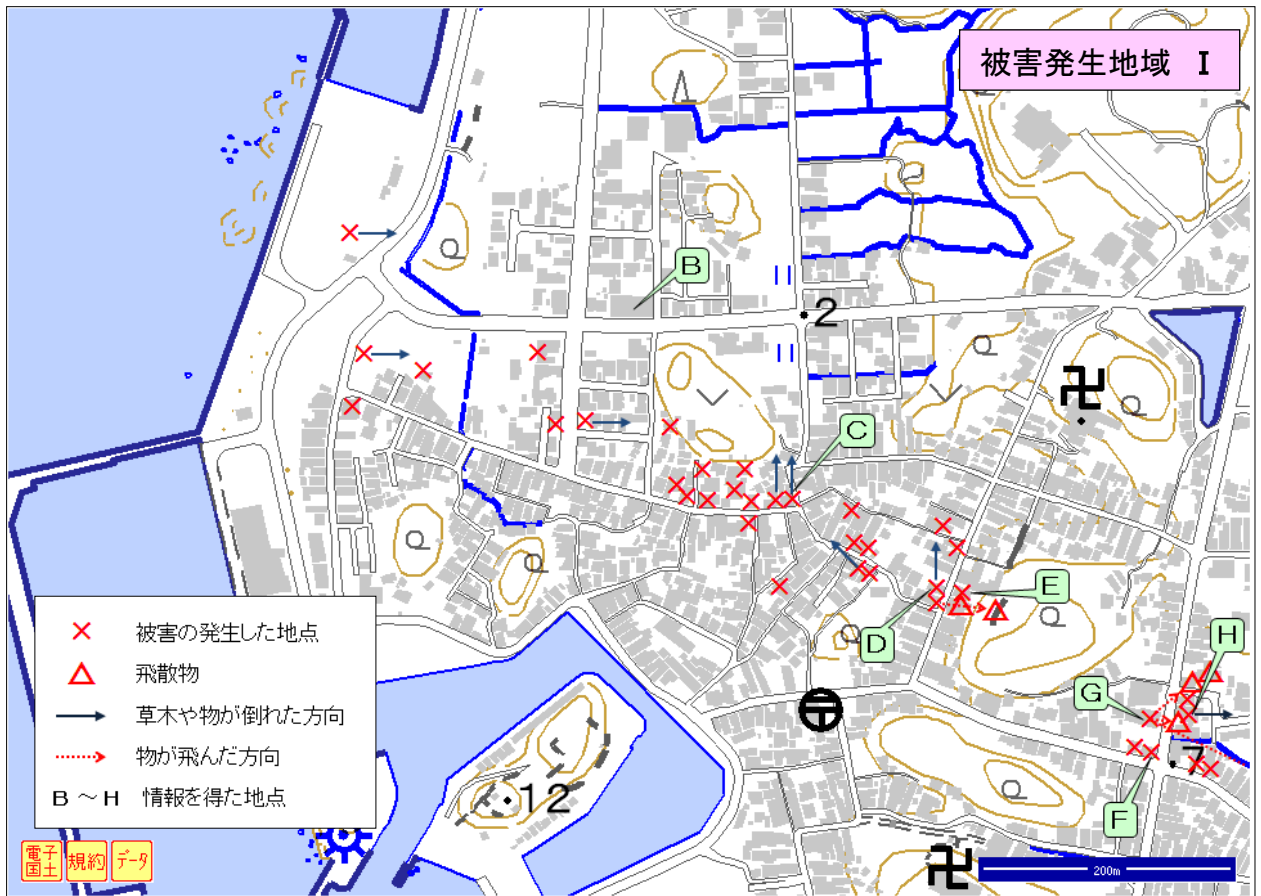 被害発生地域 Ⅰ
B
2
C
E
D
H
G
7
F
12
被害の発生した地点
飛散物
草木や物が倒れた方向
物が飛んだ方向
B ～ H 情報を得た地点
電子
国土
規約
データ
200m